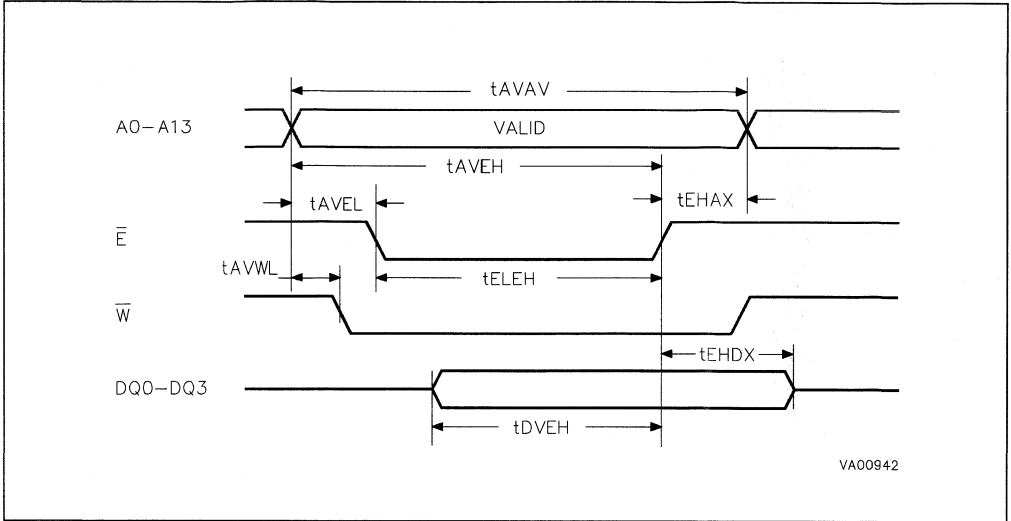 tAVAV
A0-A13
VALID
tAVEH
tAVEL
tEHAX
E
tAVWL
tELEH
W
tEHDX
DQ0-DQ3
tDVEH
VA00942